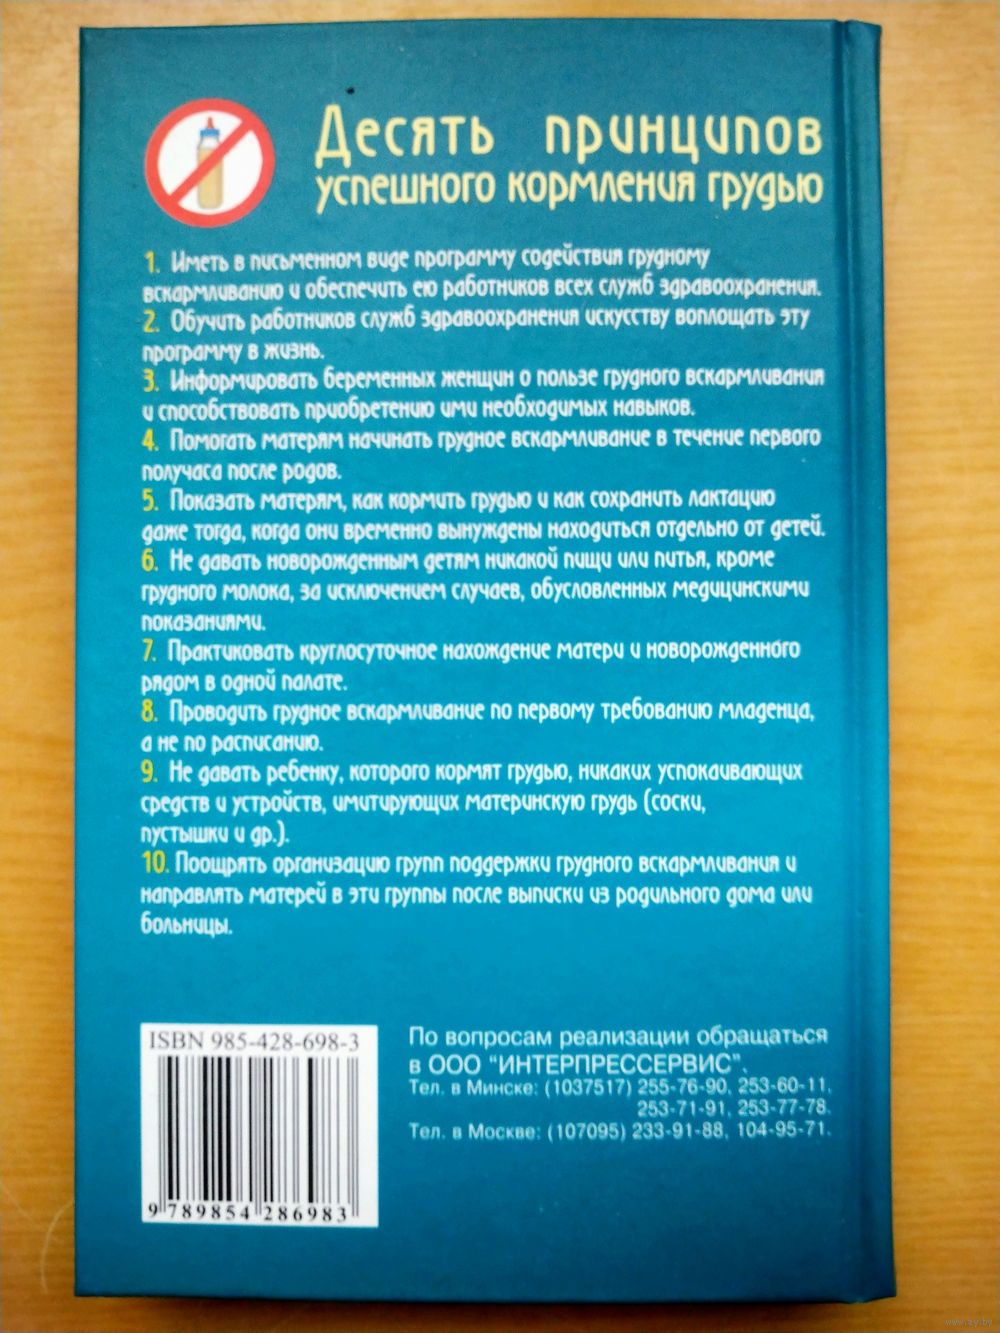 Десять принципов
успешного кормления грудью
1. Иметь в письменном виде программу содействия грудному
вскармливанию и обеспечить ею работников всех служб здравоохранения.
2. Обучить работников служб здравоохранения искусству воплощать эту
программу в жизнь.
3. Информировать беременных женщин о пользе грудного вскармливания
и способствовать приобретению ими необходимых навыков.
4. Помогать матерям начинать грудное вскармливание в течение первого
получаса после родов.
5. Показать матерям, как кормить грудью и как сохранить лактацию
даже тогда, когда они временно вынуждены находиться отдельно от детей.
6. Не давать новорожденным детям никакой пищи или питья, кроме
грудного молока, за исключением случаев, обусловленных медицинскими
показаниями.
7. Практиковать круглосуточное нахождение матери и новорожденного
рядом в одной палате.
8. Проводить грудное вскармливание по первому требованию младенца,
а не по расписанию.
9. Не давать ребенку, которого кормят грудью, никаких успокаивающих
средств и устройств, имитирующих материнскую грудь (соски,
пустышки и др.).
10. Поощрять организацию групп поддержки грудного вскармливания и
направлять матерей в эти группы после выписки из родильного дома или
больницы.
ISBN 985-428-698-3
9 789854 286983
По вопросам реализации обращаться
в ООО "ИНТЕРПРЕССЕРВИС".
Тел. в Минске: (1037517) 255-76-90, 253-60-11,
253-71-91, 253-77-78.
Тел. в Москве: (107095) 233-91-88, 104-95-71.
www.ay.by